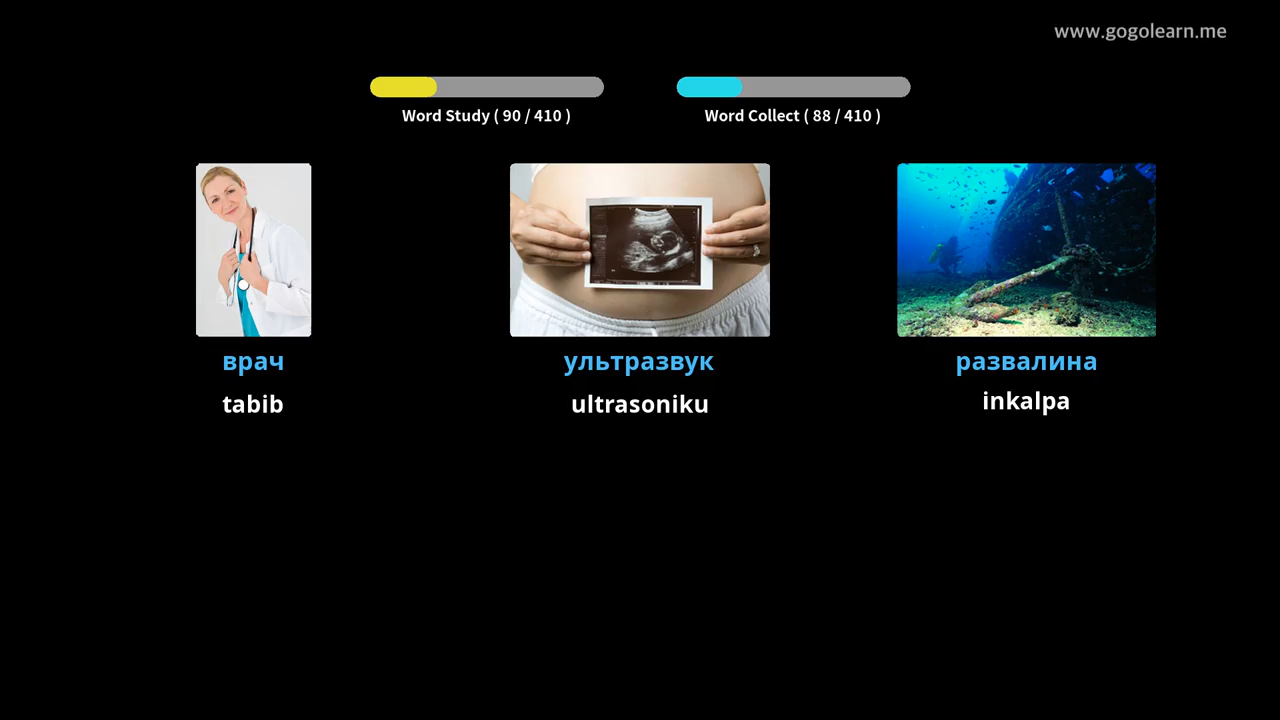 www.gogolearn.me
Word Study ( 90 / 410 )
Word Collect ( 88 / 410 )
врач
ультразвук
развалина
tabib
ultrasoniku
inkalpa